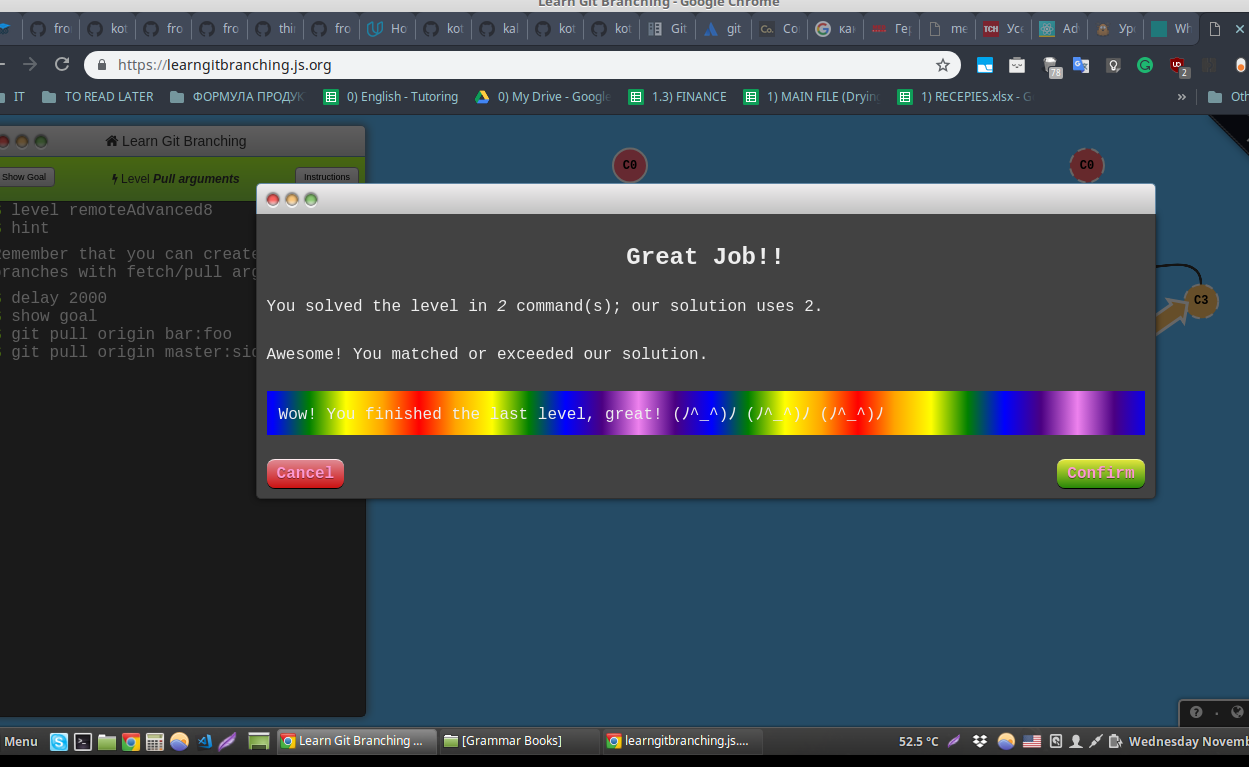 Learn Git Branching - Google Chrome
fro kot fro fro thi fro Ho kot kal kot kot Git git Co. Co как Гер me TCH Усе Ad Уро Wh
https://learngitbranching.js.org
78 2
IT TO READ LATER ФОРМУЛА ПРОДУК 0) English - Tutoring 0) My Drive - Google 1.3) FINANCE 1) MAIN FILE (Drying 1) RECEPIES.xlsx - G » Oth
Learn Git Branching
Show Goal Level Pull arguments Instructions
$ level remoteAdvanced8
$ hint
Remember that you can create
branches with fetch/pull arg
$ delay 2000
$ show goal
$ git pull origin bar:foo
$ git pull origin master:sid
C0 C0
C3
Great Job!!
You solved the level in 2 command(s); our solution uses 2.
Awesome! You matched or exceeded our solution.
Wow! You finished the last level, great! (ﾉ^_^)ﾉ (ﾉ^_^)ﾉ (ﾉ^_^)ﾉ
Cancel Confirm
Menu Learn Git Branching ... [Grammar Books] learngitbranching.js.... 52.5 °C Wednesday Novemb